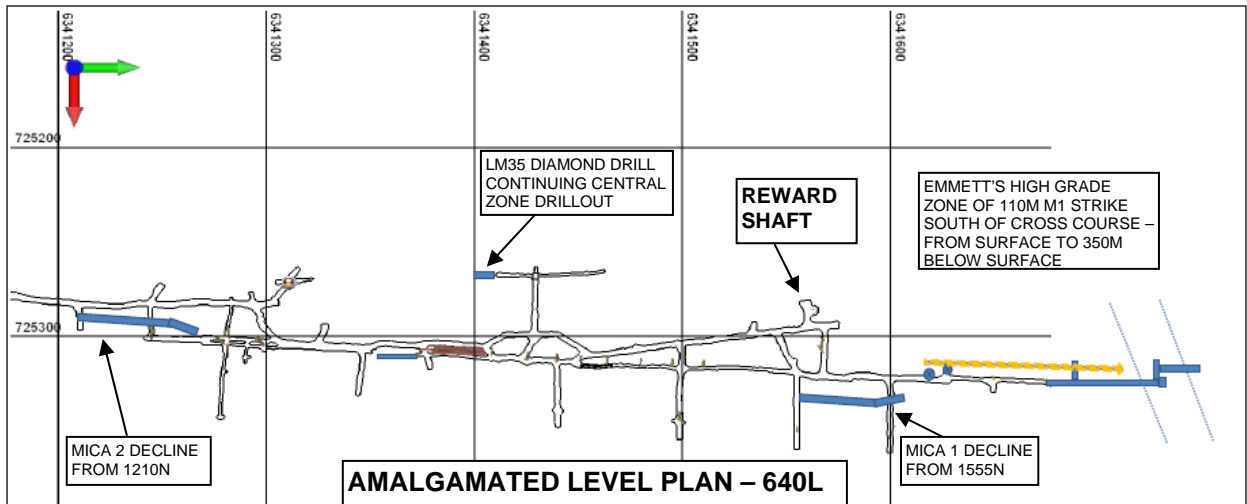 6341200
6341300
6341400
6341500
6341600
725200
LM35 DIAMOND DRILL
CONTINUING CENTRAL
ZONE DRILLOUT
REWARD
SHAFT
EMMETT'S HIGH GRADE
ZONE OF 110M M1 STRIKE
SOUTH OF CROSS COURSE –
FROM SURFACE TO 350M
BELOW SURFACE
725300
MICA 2 DECLINE
FROM 1210N
MICA 1 DECLINE
FROM 1555N
AMALGAMATED LEVEL PLAN – 640L